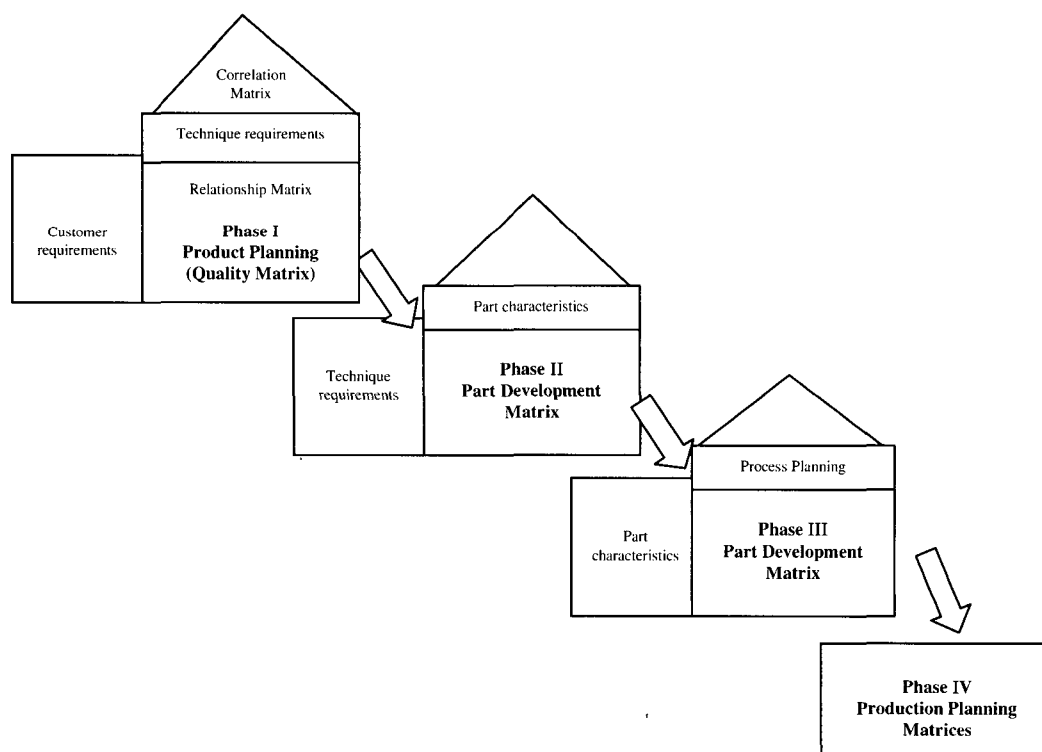 Correlation
Matrix
Technique requirements
Relationship Matrix
Customer
requirements
Phase I
Product Planning
(Quality Matrix)
Part characteristics
Technique
requirements
Phase II
Part Development
Matrix
Process Planning
Part
characteristics
Phase III
Part Development
Matrix
Phase IV
Production Planning
Matrices